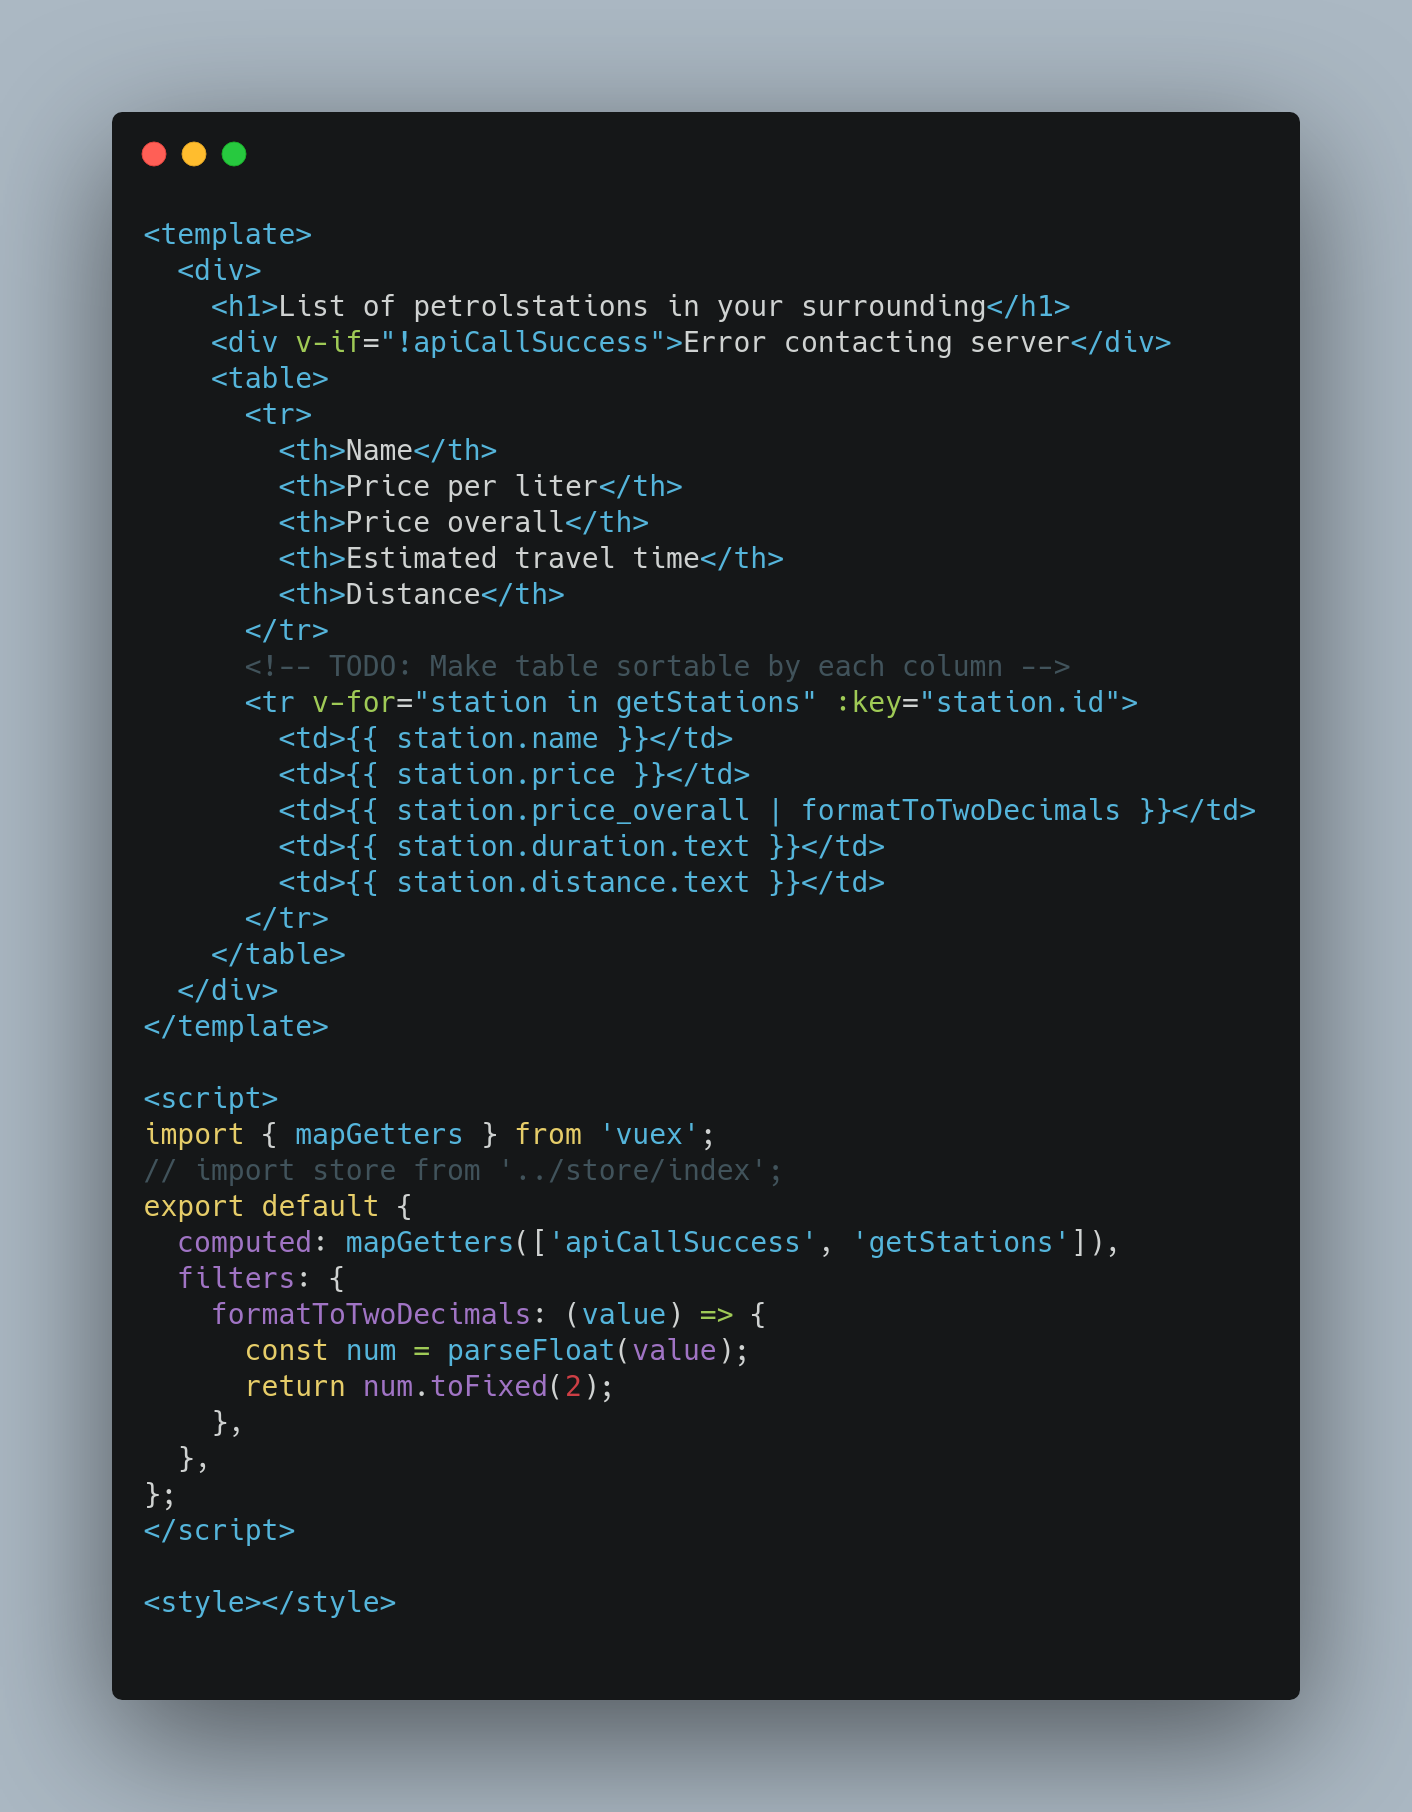 <template>
  <div>
    <h1>List of petrolstations in your surrounding</h1>
    <div v-if="!apiCallSuccess">Error contacting server</div>
    <table>
      <tr>
        <th>Name</th>
        <th>Price per liter</th>
        <th>Price overall</th>
        <th>Estimated travel time</th>
        <th>Distance</th>
      </tr>
      <!-- TODO: Make table sortable by each column -->
      <tr v-for="station in getStations" :key="station.id">
        <td>{{ station.name }}</td>
        <td>{{ station.price }}</td>
        <td>{{ station.price_overall | formatToTwoDecimals }}</td>
        <td>{{ station.duration.text }}</td>
        <td>{{ station.distance.text }}</td>
      </tr>
    </table>
  </div>
</template>

<script>
import { mapGetters } from 'vuex';
// import store from '../store/index';
export default {
  computed: mapGetters(['apiCallSuccess', 'getStations']),
  filters: {
    formatToTwoDecimals: (value) => {
      const num = parseFloat(value);
      return num.toFixed(2);
    },
  },
};
</script>

<style></style>